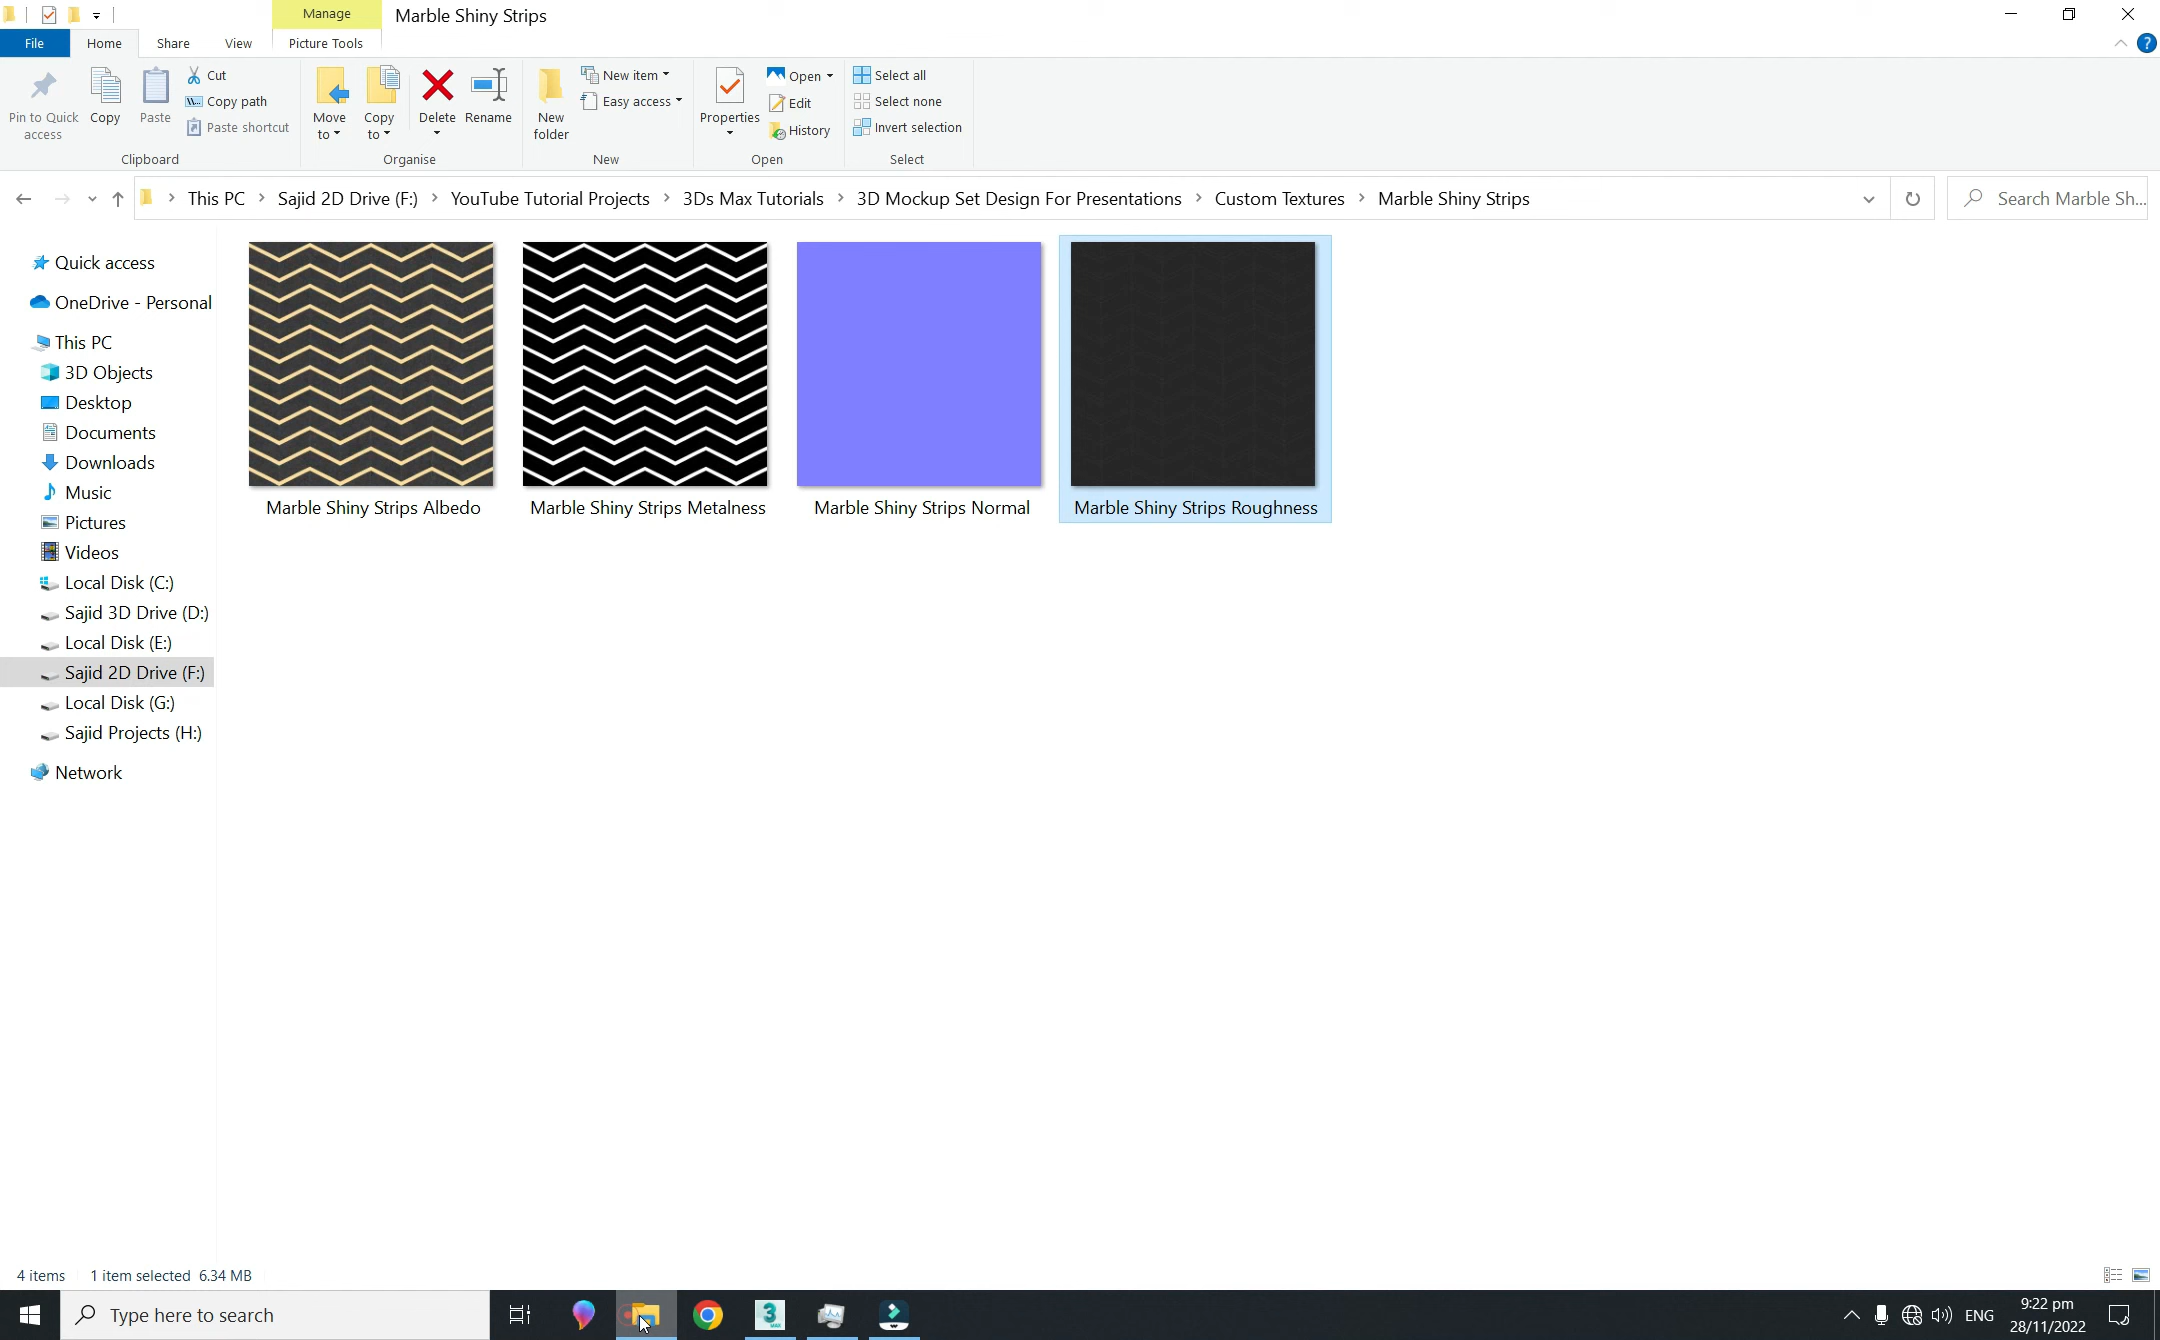 Manage
Marble Shiny Strips
File
Home
Share
View
Picture Tools
Pin to Quick access
Copy
Paste
Cut
Copy path
Paste shortcut
Clipboard
Move to
Copy to
Delete
Rename
Organise
New folder
New item
Easy access
New
Properties
Open
Edit
History
Open
Select all
Select none
Invert selection
Select
This PC > Sajid 2D Drive (F:) > YouTube Tutorial Projects > 3Ds Max Tutorials > 3D Mockup Set Design For Presentations > Custom Textures > Marble Shiny Strips
Search Marble Sh...
Quick access
OneDrive - Personal
This PC
3D Objects
Desktop
Documents
Downloads
Music
Pictures
Videos
Local Disk (C:)
Sajid 3D Drive (D:)
Local Disk (E:)
Sajid 2D Drive (F:)
Local Disk (G:)
Sajid Projects (H:)
Network
Marble Shiny Strips Albedo
Marble Shiny Strips Metalness
Marble Shiny Strips Normal
Marble Shiny Strips Roughness
4 items
1 item selected 6.34 MB
Type here to search
3
ENG
9:22 pm
28/11/2022